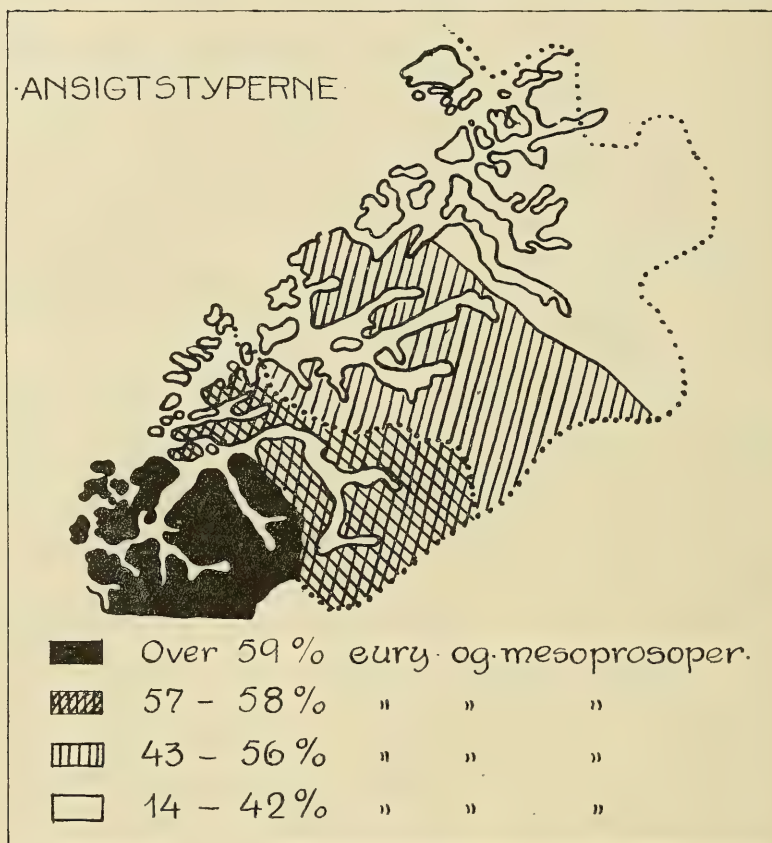 ·ANSIGTSTYPERNE·
Over 59% eury· og·mesoprosoper·
57 – 58% " " "
43 – 56% " " "
14 – 42% " " "